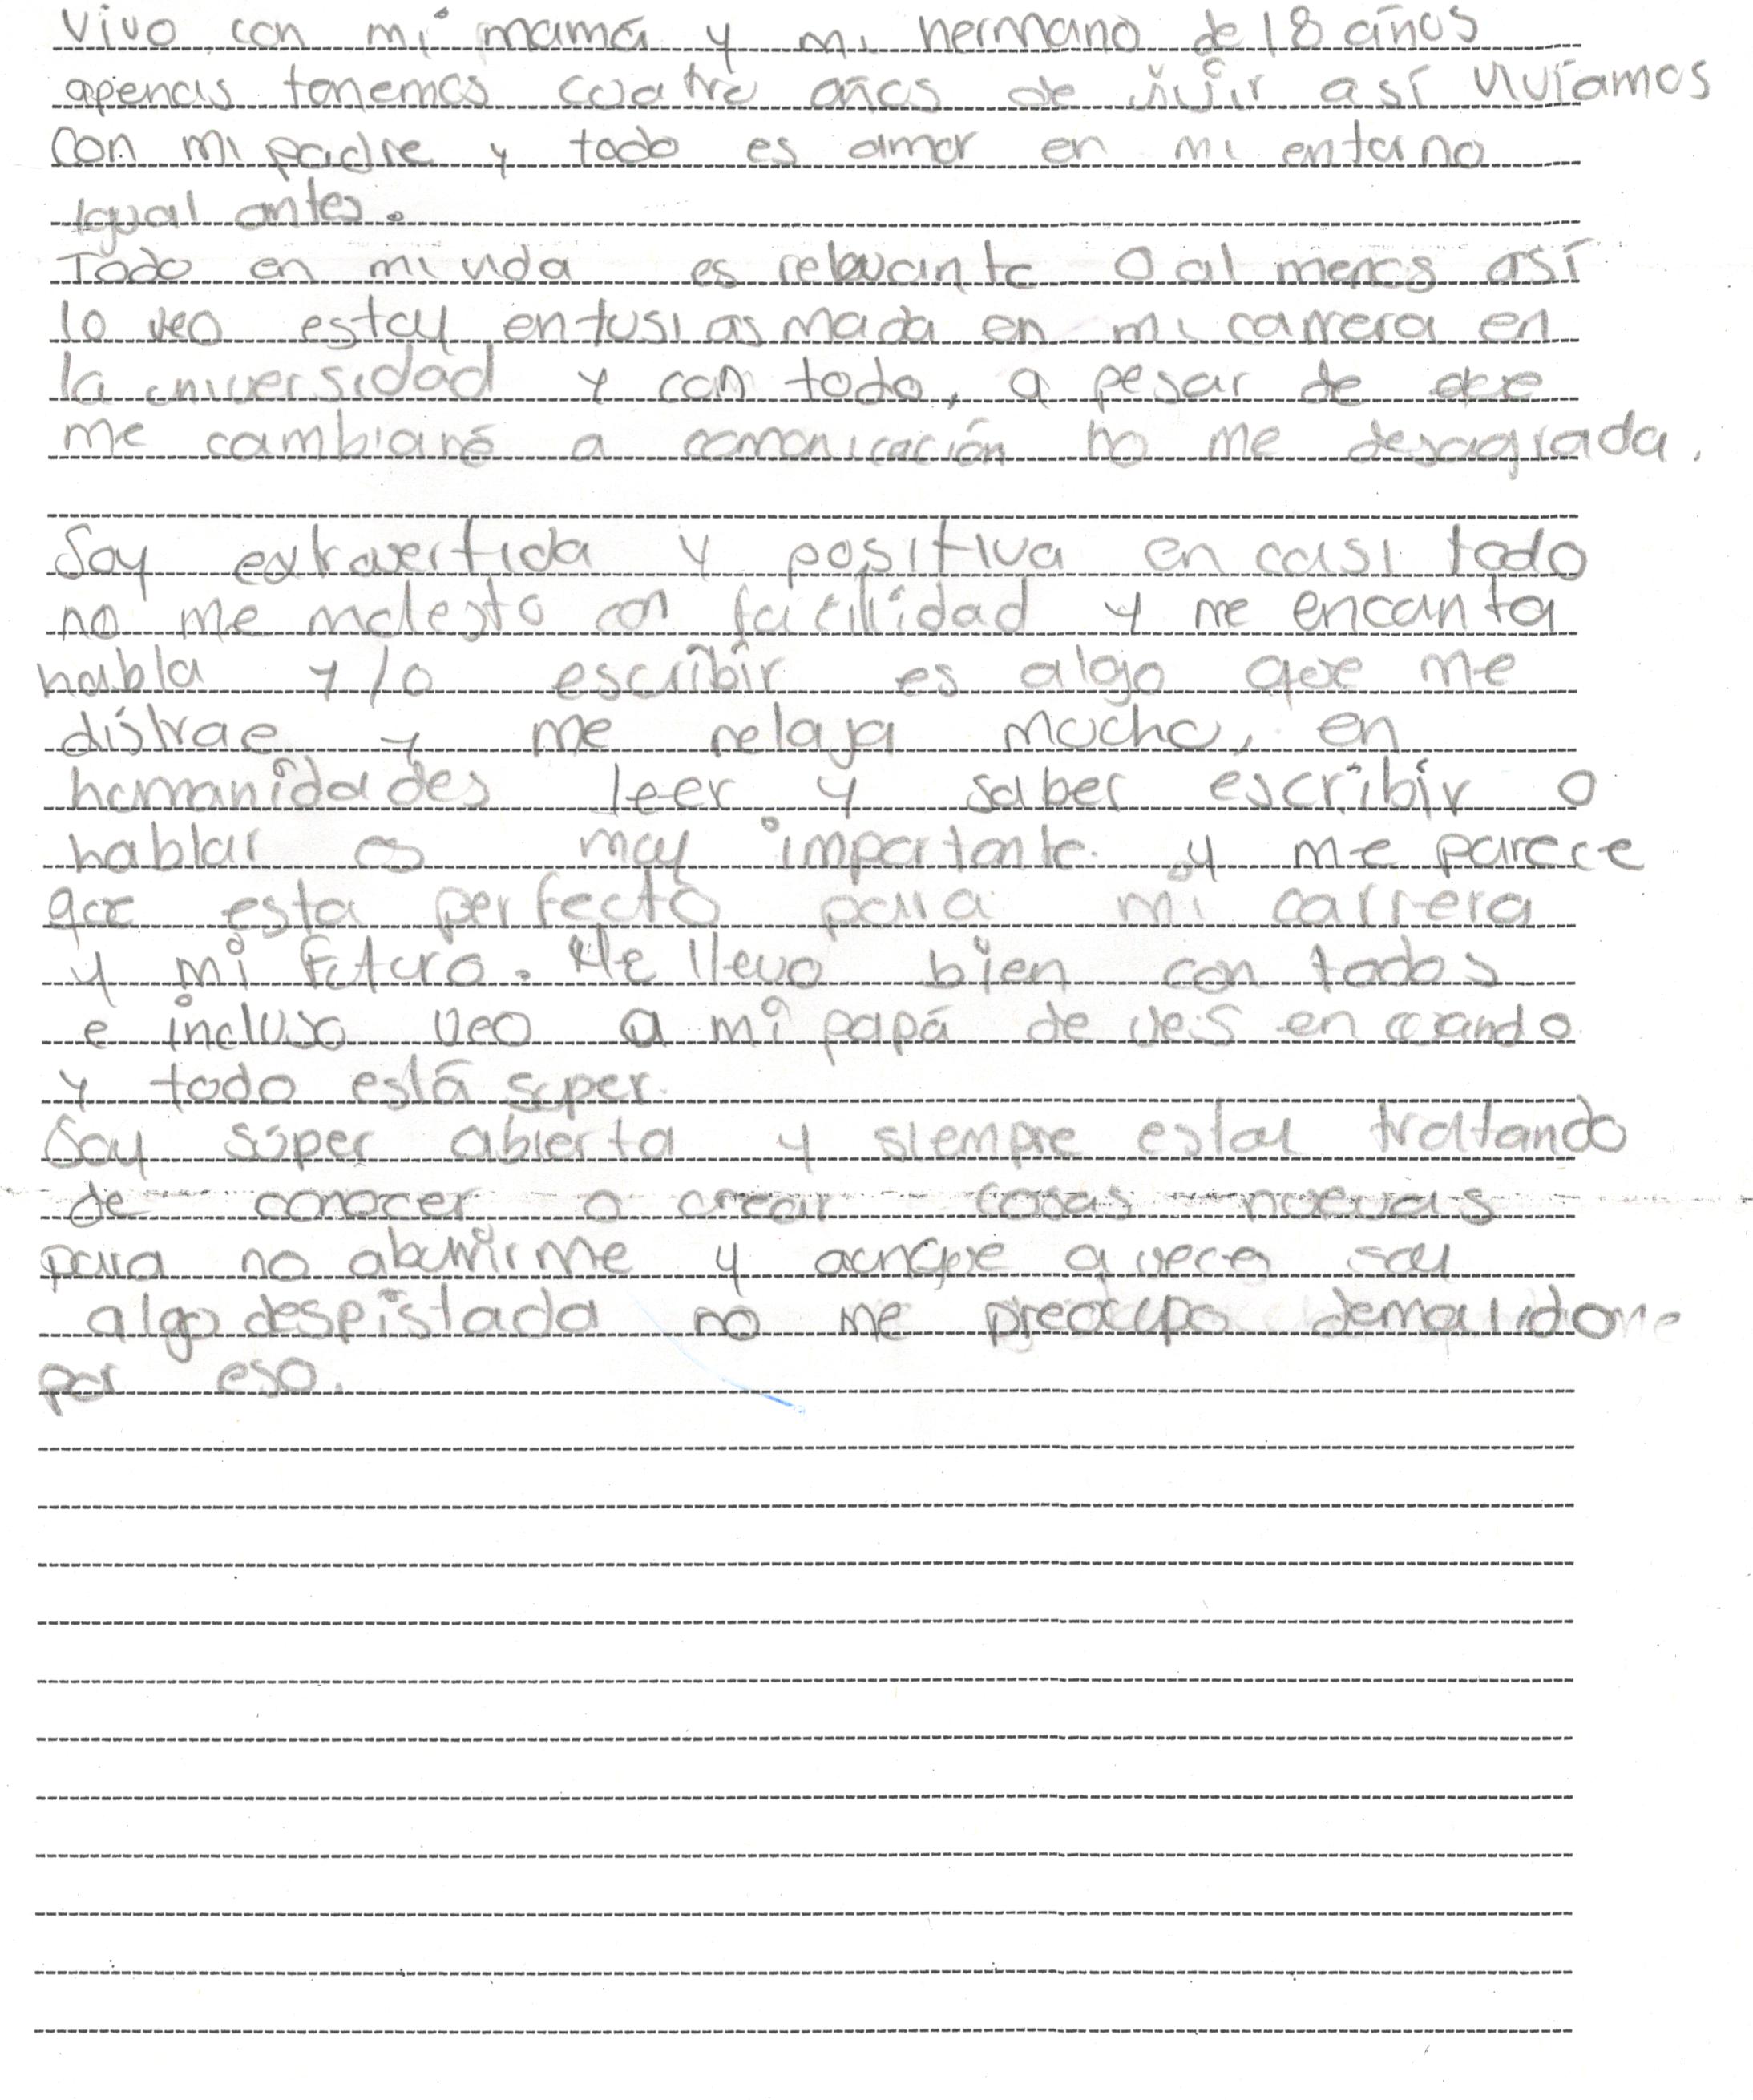 Vivo con mi mamá y mi hermano de 18 años
apenas tenemos cuatro años de vivir así vivíamos
con mi padre y todo es amor en mi entorno
igual antes.
Todo en mi vida es relevante o al menos así
lo veo estoy entusiasmada en mi carrera en
la universidad y con todo, a pesar de que
me cambiaré a comunicación no me desagrada.
Soy extravertida y positiva en casi todo
no me molesto con facillidad y me encanta
habla y/o escribir es algo que me
distrae y me relaja mucho, en
humanidades leer y saber escribir o
hablar es muy importante y me parece
que esta perfecto para mi carrera
y mi futuro. Me llevo bien con todos
e incluso veo a mi papá de ves en cuando
y todo está super.
Soy súper abierta y siempre estoy tratando
de conocer o crear cosas nuevas
para no aburrirme y aunque a veces soy
algo despistada no me preocupo
por eso.